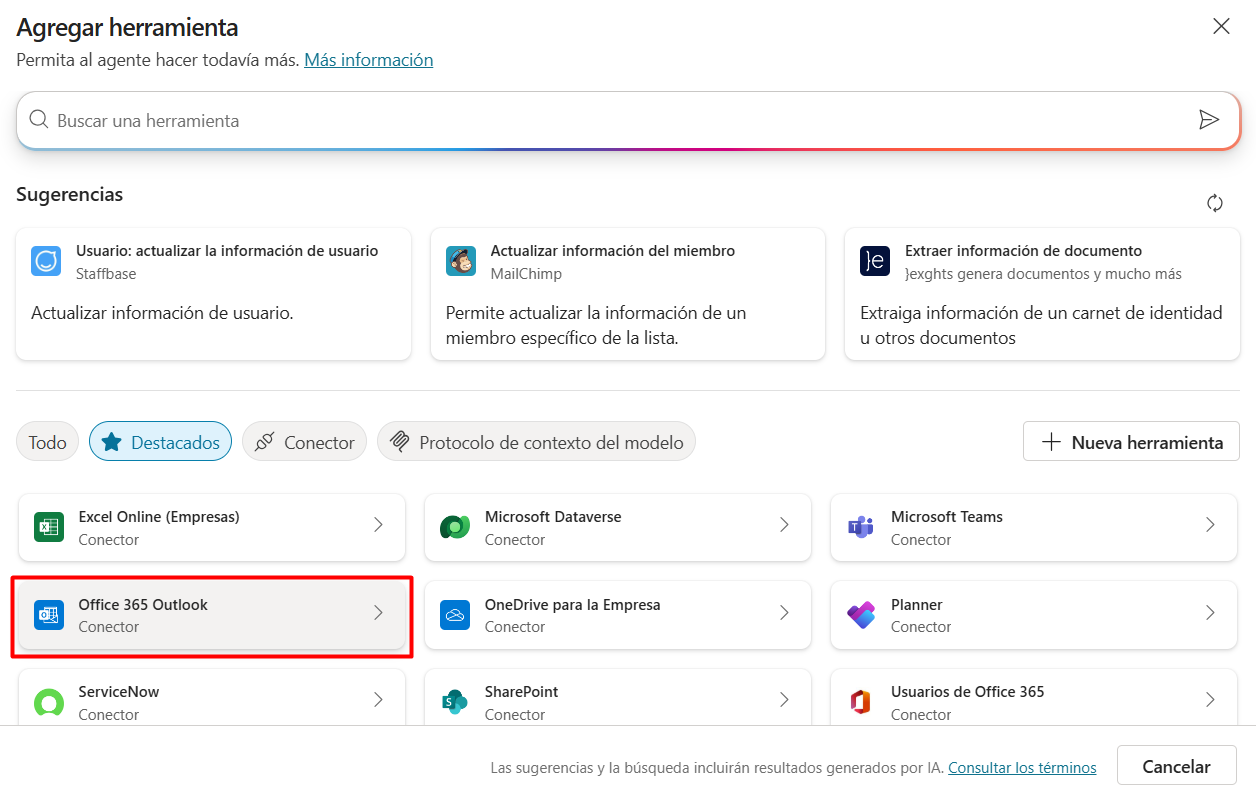 Agregar herramienta
Permita al agente hacer todavía más. Más información
Buscar una herramienta
Sugerencias
Usuario: actualizar la información de usuario
Staffbase
Actualizar información de usuario.
Actualizar información del miembro
MailChimp
Permite actualizar la información de un
miembro específico de la lista.
}e
Extraer información de documento
}exghts genera documentos y mucho más
Extraiga información de un carnet de identidad
u otros documentos
Todo
Destacados
Conector
Protocolo de contexto del modelo
Nueva herramienta
Excel Online (Empresas)
Conector
Microsoft Dataverse
Conector
Microsoft Teams
Conector
Office 365 Outlook
Conector
OneDrive para la Empresa
Conector
Planner
Conector
ServiceNow
Conector
SharePoint
Conector
Usuarios de Office 365
Conector
Las sugerencias y la búsqueda incluirán resultados generados por IA. Consultar los términos
Cancelar